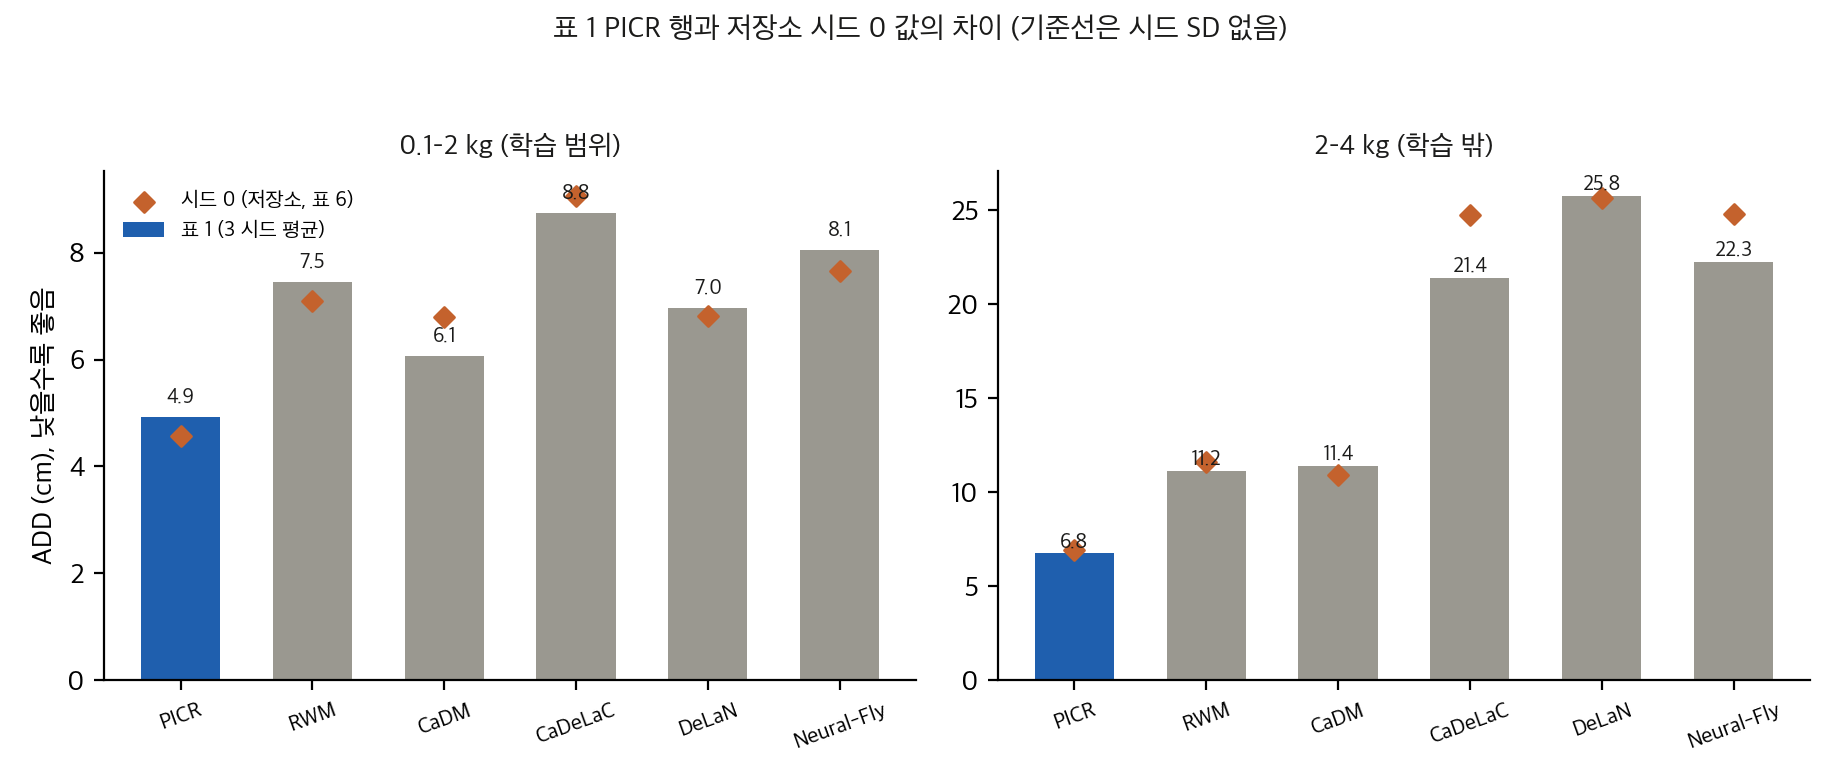 표 1 PICR 행과 저장소 시드 0 값의 차이 (기준선은 시드 SD 없음)
0.1-2 kg (학습 범위)
ADD (cm), 낮을수록 좋음
시드 0 (저장소, 표 6)
표 1 (3 시드 평균)
8
6
4
2
0
4.9
7.5
6.1
8.8
7.0
8.1
PICR
RWM
CaDM
CaDeLaC
DeLaN
Neural-Fly
2-4 kg (학습 밖)
25
20
15
10
5
0
6.8
11.2
11.4
21.4
25.8
22.3
PICR
RWM
CaDM
CaDeLaC
DeLaN
Neural-Fly